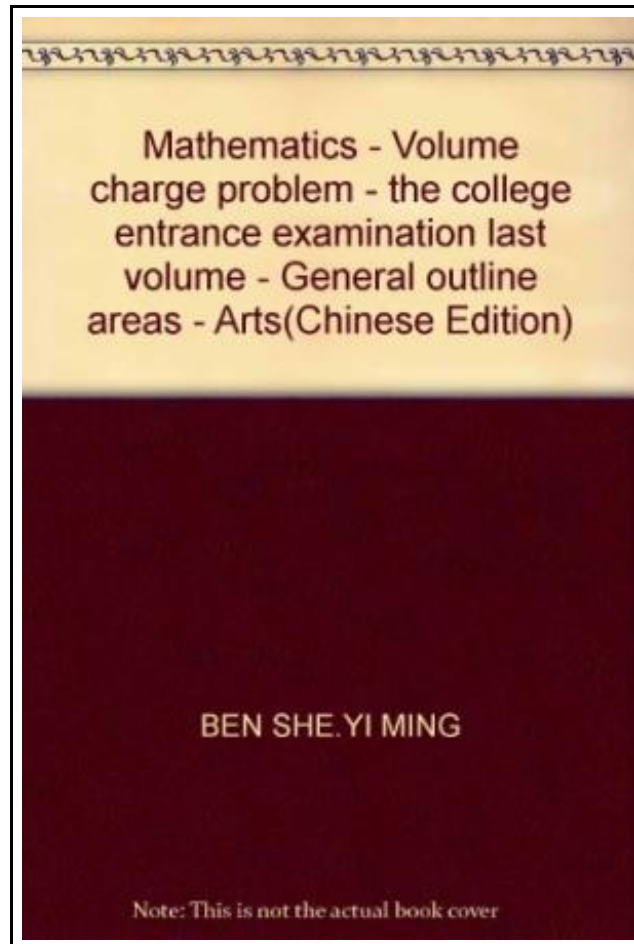 Mathematics - Volume
charge problem - the college
entrance examination last
volume - General outline
areas - Arts(Chinese Edition)
BEN SHE.YI MING
Note: This is not the actual book cover